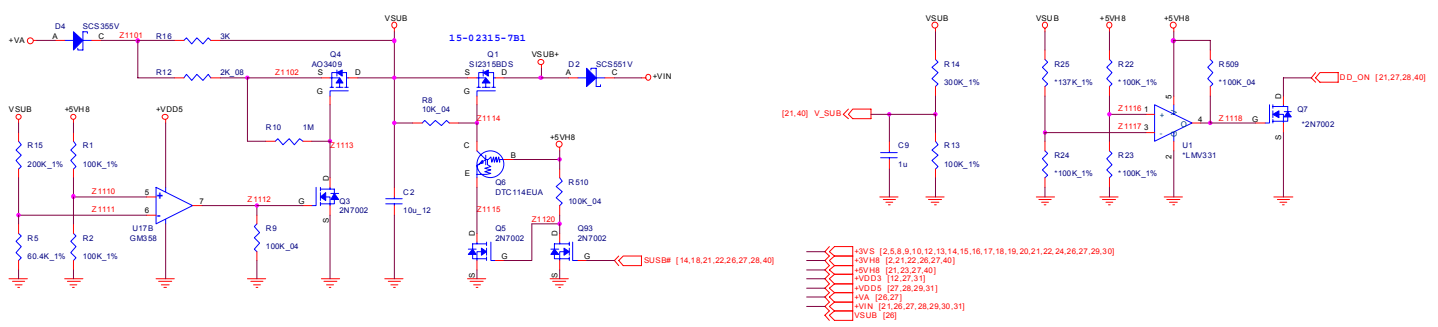 D4
SCS355V
+VA
A
C
Z1101
R16
3K
R12
2K_08
Z1102
Q4
AO3409
S
D
G
VSUB
15-02315-7B1
Q1
SI2315BDS
S
D
G
VSUB+
D2
SCS551V
A
C
+VIN
R8
10K_04
Z1114
VSUB
+5VH8
+VDD5
R15
200K_1%
R1
100K_1%
R10
1M
Z1113
Z1110
Z1111
5
6
+
-
7
U17B
GM358
Z1112
R5
60.4K_1%
R2
100K_1%
R9
100K_04
D
G
S
Q3
2N7002
C2
10u_12
+5VH8
C
B
E
Q6
DTC114EUA
R510
100K_04
Z1115
Z1120
D
Q5
2N7002
G
S
D
Q93
2N7002
G
S
SUSB# [14,18,21,22,26,27,28,40]
VSUB
R14
300K_1%
[21,40] V_SUB
C9
1u
R13
100K_1%
VSUB
+5VH8
+5VH8
R25
*137K_1%
R22
*100K_1%
R509
*100K_04
Z1116
Z1117
1
3
5
+
-
4
2
U1
*LMV331
Z1118
R24
*100K_1%
R23
*100K_1%
DD_ON [21,27,28,40]
D
G
S
Q7
*2N7002
+3VS [2,5,8,9,10,12,13,14,15,16,17,18,19,20,21,22,24,26,27,29,30]
+3VH8 [2,21,22,26,27,40]
+5VH8 [21,23,27,40]
+VDD3 [12,27,31]
+VDD5 [27,28,29,31]
+VA [26,27]
+VIN [21,26,27,28,29,30,31]
VSUB [26]